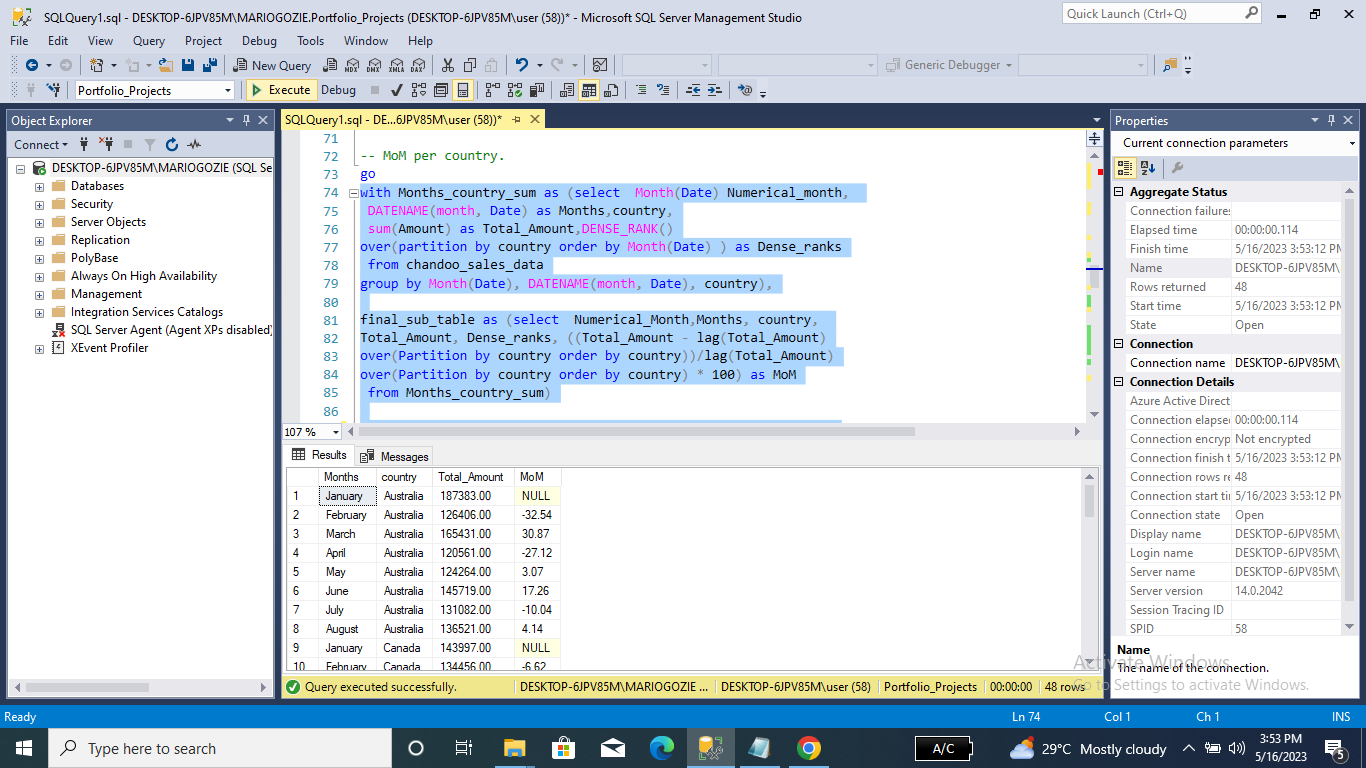 SQLQuery1.sql - DESKTOP-6JPV85M\MARIOGOZIE.Portfolio_Projects (DESKTOP-6JPV85M\user (58))* - Microsoft SQL Server Management Studio
Quick Launch (Ctrl+Q)
File Edit View Query Project Debug Tools Window Help
New Query MDX DMX XMLA DAX Generic Debugger
Portfolio_Projects Execute Debug
Object Explorer
Connect
DESKTOP-6JPV85M\MARIOGOZIE (SQL Se
Databases
Security
Server Objects
Replication
PolyBase
Always On High Availability
Management
Integration Services Catalogs
SQL Server Agent (Agent XPs disabled)
XEvent Profiler
SQLQuery1.sql - DE...6JPV85M\user (58))*
71
72 -- MoM per country.
73 go
74 with Months_country_sum as (select Month(Date) Numerical_month,
75 DATENAME(month, Date) as Months,country,
76 sum(Amount) as Total_Amount,DENSE_RANK()
77 over(partition by country order by Month(Date) ) as Dense_ranks
78 from chandoo_sales_data
79 group by Month(Date), DATENAME(month, Date), country),
80
81 final_sub_table as (select Numerical_Month,Months, country,
82 Total_Amount, Dense_ranks, ((Total_Amount - lag(Total_Amount)
83 over(Partition by country order by country))/lag(Total_Amount)
84 over(Partition by country order by country) * 100) as MoM
85 from Months_country_sum)
86
107 %
Results Messages
Months country Total_Amount MoM
1 January Australia 187383.00 NULL
2 February Australia 126406.00 -32.54
3 March Australia 165431.00 30.87
4 April Australia 120561.00 -27.12
5 May Australia 124264.00 3.07
6 June Australia 145719.00 17.26
7 July Australia 131082.00 -10.04
8 August Australia 136521.00 4.14
9 January Canada 143997.00 NULL
10 February Canada 134456.00 -6.62
Query executed successfully. DESKTOP-6JPV85M\MARIOGOZIE ... DESKTOP-6JPV85M\user (58) Portfolio_Projects 00:00:00 48 rows
Properties
Current connection parameters
Aggregate Status
Connection failures
Elapsed time 00:00:00.114
Finish time 5/16/2023 3:53:12 PM
Name DESKTOP-6JPV85M\
Rows returned 48
Start time 5/16/2023 3:53:12 PM
State Open
Connection
Connection name DESKTOP-6JPV85M\
Connection Details
Azure Active Direct
Connection elapse 00:00:00.114
Connection encryp Not encrypted
Connection finish t 5/16/2023 3:53:12 PM
Connection rows re 48
Connection start tir 5/16/2023 3:53:12 PM
Connection state Open
Display name DESKTOP-6JPV85M\
Login name DESKTOP-6JPV85M\
Server name DESKTOP-6JPV85M\
Server version 14.0.2042
Session Tracing ID
SPID 58
Name
The name of the connection.
Activate Windows
Go to Settings to activate Windows.
Ready Ln 74 Col 1 Ch 1 INS
Type here to search
A/C
29°C Mostly cloudy
3:53 PM
5/16/2023
5